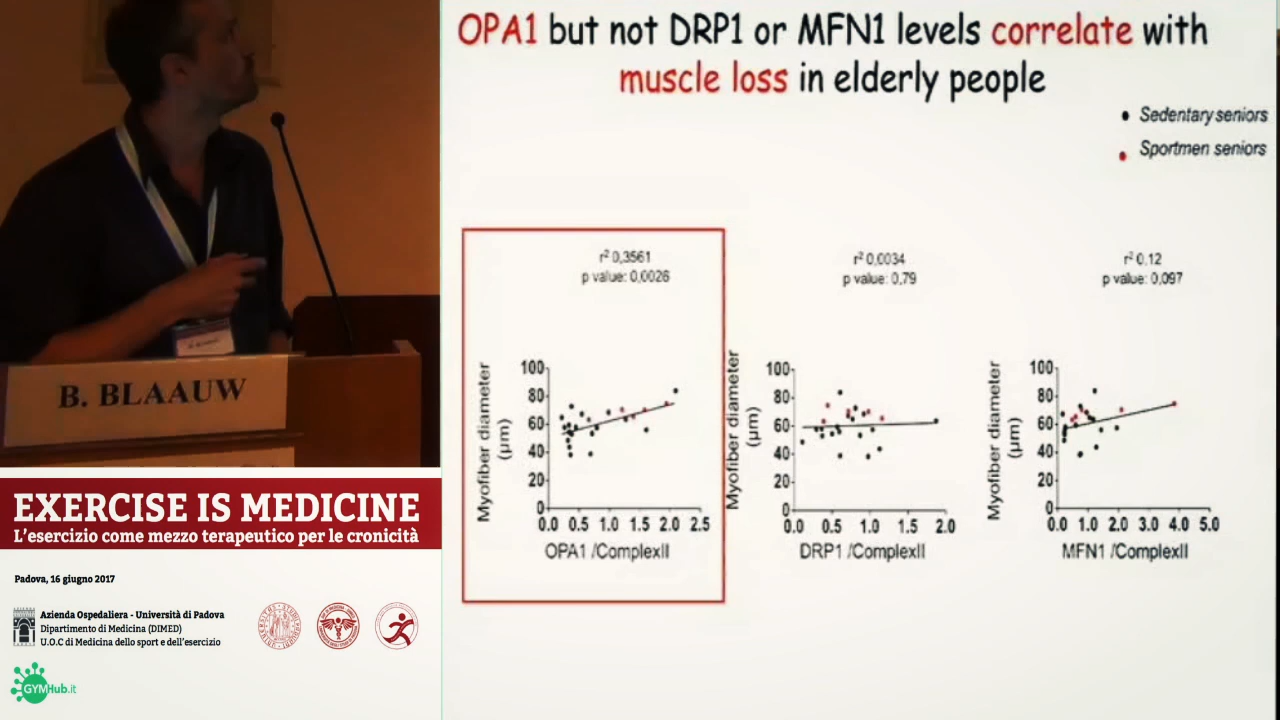 OPA1 but not DRP1 or MFN1 levels correlate with
muscle loss in elderly people
Sedentary seniors
Sportmen seniors
r² 0,3561
p value: 0,0026
Myofiber diameter
(µm)
100
80
60
40
20
0
0.0 0.5 1.0 1.5 2.0 2.5
OPA1 /ComplexII
r² 0,0034
p value: 0,79
Myofiber diameter
(µm)
100
80
60
40
20
0
0.0 0.5 1.0 1.5 2.0
DRP1 /ComplexII
r² 0.12
p value: 0,097
Myofiber diameter
(µm)
100
80
60
40
20
0
0.0 1.0 2.0 3.0 4.0 5.0
MFN1 /ComplexII
B. BLAAUW
EXERCISE IS MEDICINE
L'esercizio come mezzo terapeutico per le cronicità
Padova, 16 giugno 2017
Azienda Ospedaliera - Università di Padova
Dipartimento di Medicina (DIMED)
U.O.C di Medicina dello sport e dell'esercizio
GYMHub.it